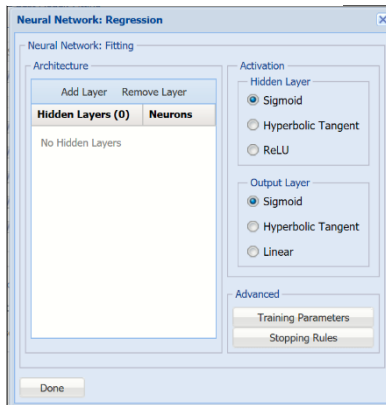 Neural Network: Regression
Neural Network: Fitting
Architecture
Add Layer Remove Layer
Hidden Layers (0) Neurons
No Hidden Layers
Activation
Hidden Layer
Sigmoid
Hyperbolic Tangent
ReLU
Output Layer
Sigmoid
Hyperbolic Tangent
Linear
Advanced
Training Parameters
Stopping Rules
Done